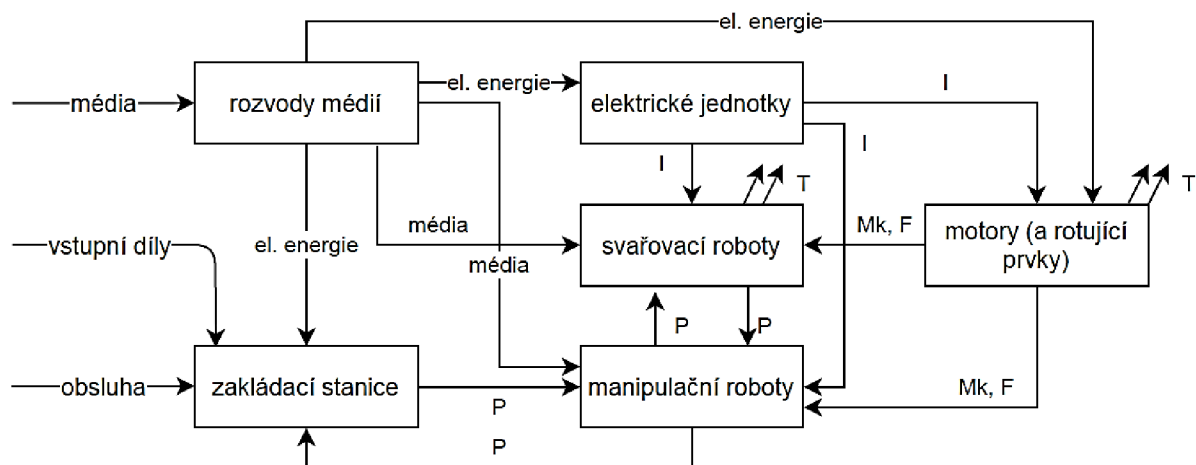 el. energie
média
rozvody médií
el. energie
elektrické jednotky
I
I
I
T
T
vstupní díly
el. energie
média
média
svařovací roboty
Mk, F
motory (a rotující
prvky)
P
P
obsluha
zakládací stanice
P
manipulační roboty
Mk, F
P